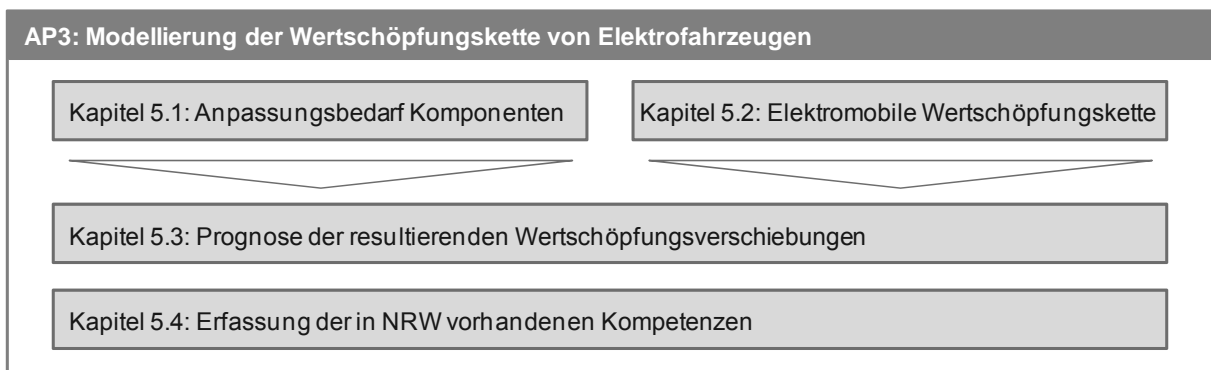 AP3: Modellierung der Wertschöpfungskette von Elektrofahrzeugen
Kapitel 5.1: Anpassungsbedarf Komponenten
Kapitel 5.2: Elektromobile Wertschöpfungskette
Kapitel 5.3: Prognose der resultierenden Wertschöpfungsverschiebungen
Kapitel 5.4: Erfassung der in NRW vorhandenen Kompetenzen